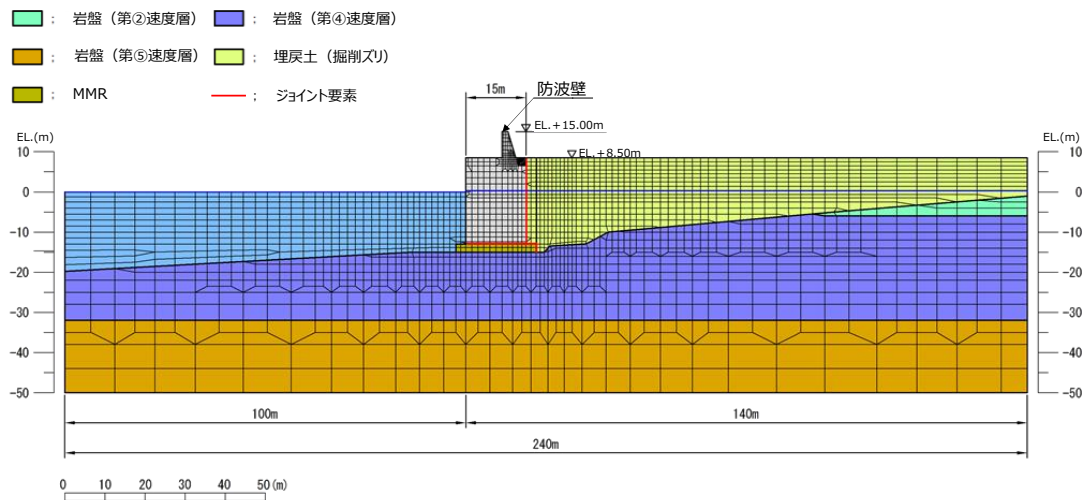 ： 岩盤（第②速度層） ： 岩盤（第④速度層）
： 岩盤（第⑤速度層） ： 埋戻土（掘削ズリ）
： MMR ： ジョイント要素
15m
防波壁
EL.+15.00m
EL.+8.50m
EL.(m)
10
0
-10
-20
-30
-40
-50
EL.(m)
10
0
-10
-20
-30
-40
-50
100m 140m
240m
0 10 20 30 40 50(m)